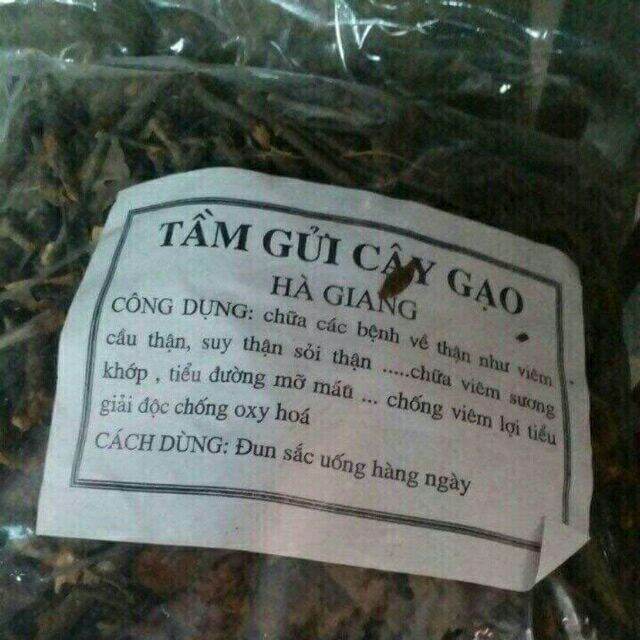 TẦM GỬI CÂY GẠO
HÀ GIANG
CÔNG DỤNG: chữa các bệnh về thận như viêm
cầu thận, suy thận sỏi thận .....chữa viêm sương
khớp , tiểu đường mỡ máu ... chống viêm lợi tiểu
giải độc chống oxy hoá
CÁCH DÙNG: Đun sắc uống hàng ngày